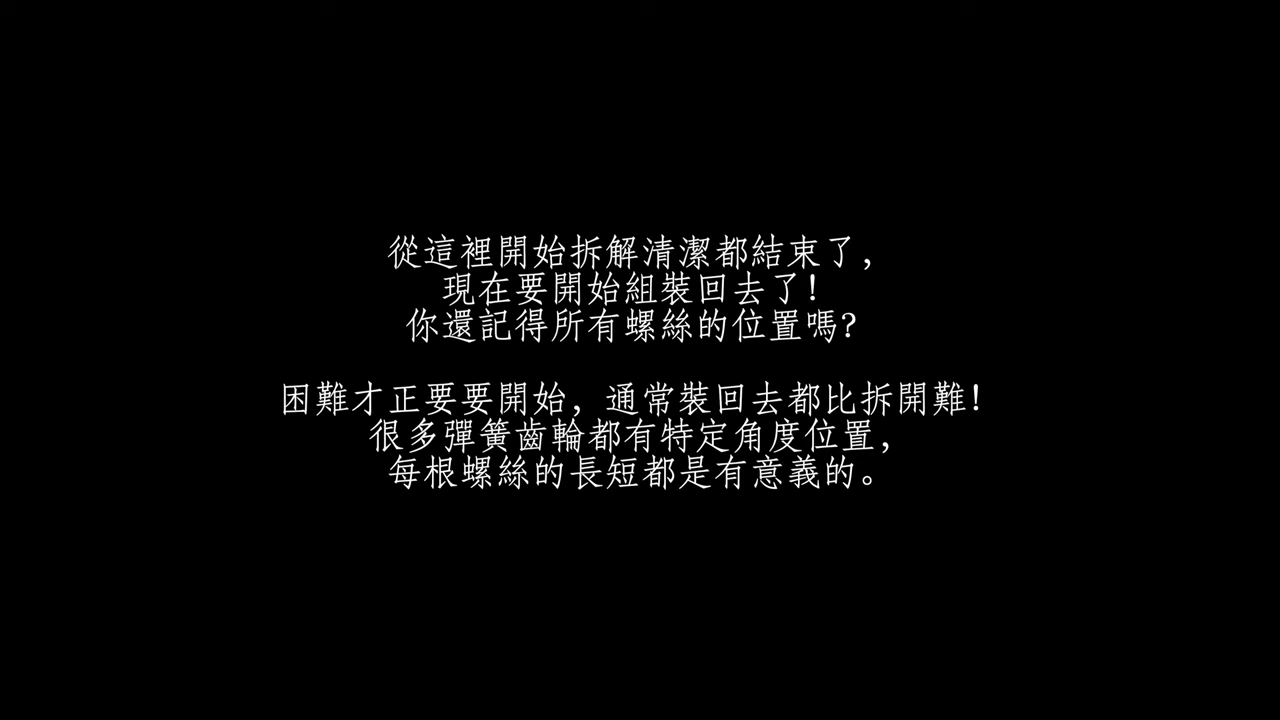 從這裡開始拆解清潔都結束了,
現在要開始組裝回去了!
你還記得所有螺絲的位置嗎?
困難才正要要開始, 通常裝回去都比拆開難!
很多彈簧齒輪都有特定角度位置,
每根螺絲的長短都是有意義的。